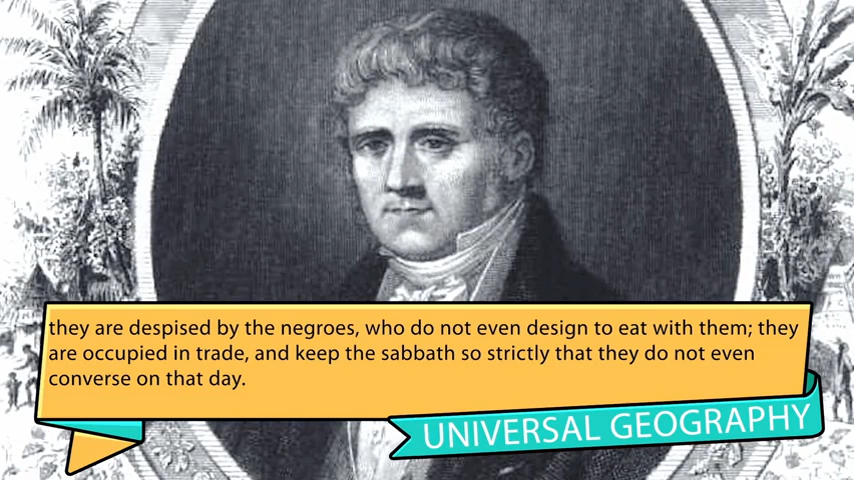 they are despised by the negroes, who do not even design to eat with them; they
are occupied in trade, and keep the sabbath so strictly that they do not even
converse on that day.
UNIVERSAL GEOGRAPHY